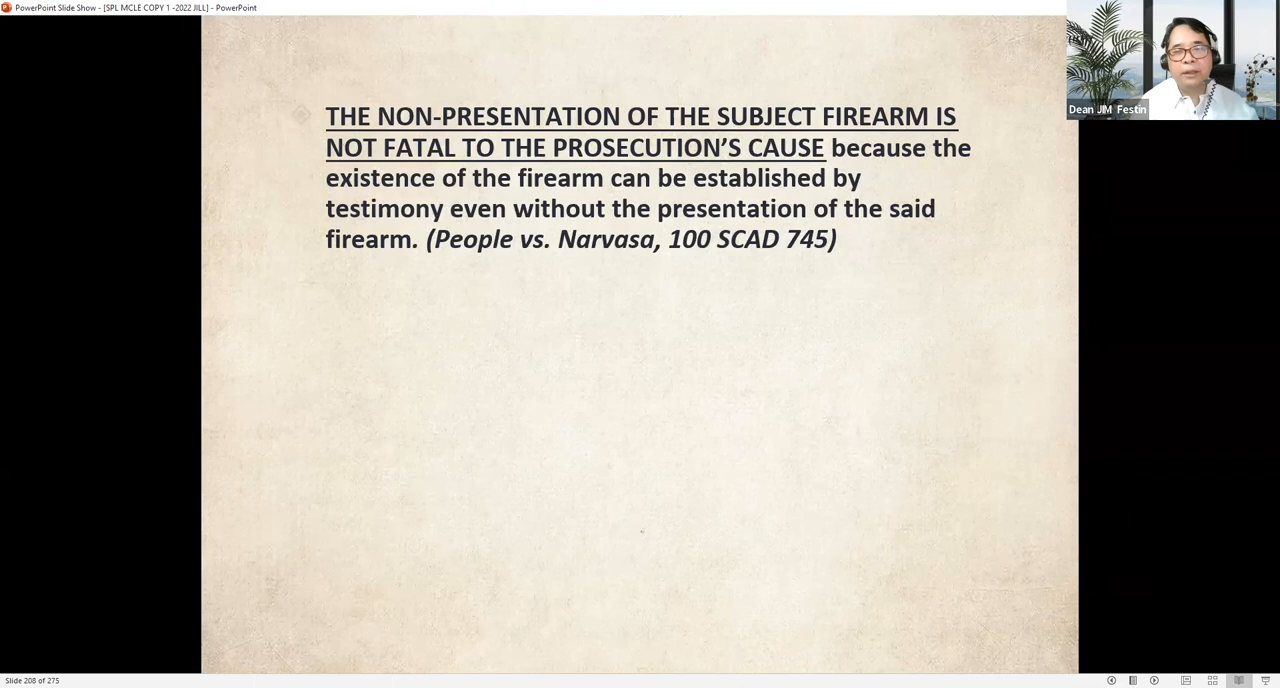 PowerPoint Slide Show - [SPL MCLE COPY 1 -2022 JILL] - PowerPoint
Dean JIM Festin
THE NON-PRESENTATION OF THE SUBJECT FIREARM IS
NOT FATAL TO THE PROSECUTION’S CAUSE because the
existence of the firearm can be established by
testimony even without the presentation of the said
firearm. (People vs. Narvasa, 100 SCAD 745)
Slide 208 of 275